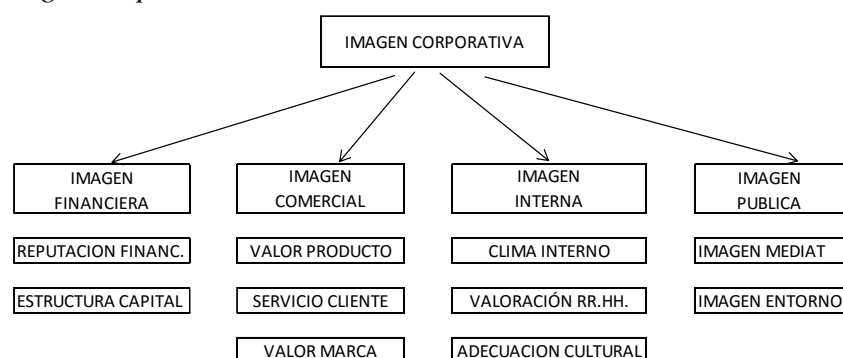 IMAGEN CORPORATIVA
IMAGEN
FINANCIERA
IMAGEN
COMERCIAL
IMAGEN
INTERNA
IMAGEN
PUBLICA
REPUTACION FINANC.
VALOR PRODUCTO
CLIMA INTERNO
IMAGEN MEDIAT
ESTRUCTURA CAPITAL
SERVICIO CLIENTE
VALORACIÓN RR.HH.
IMAGEN ENTORNO
VALOR MARCA
ADECUACION CULTURAL